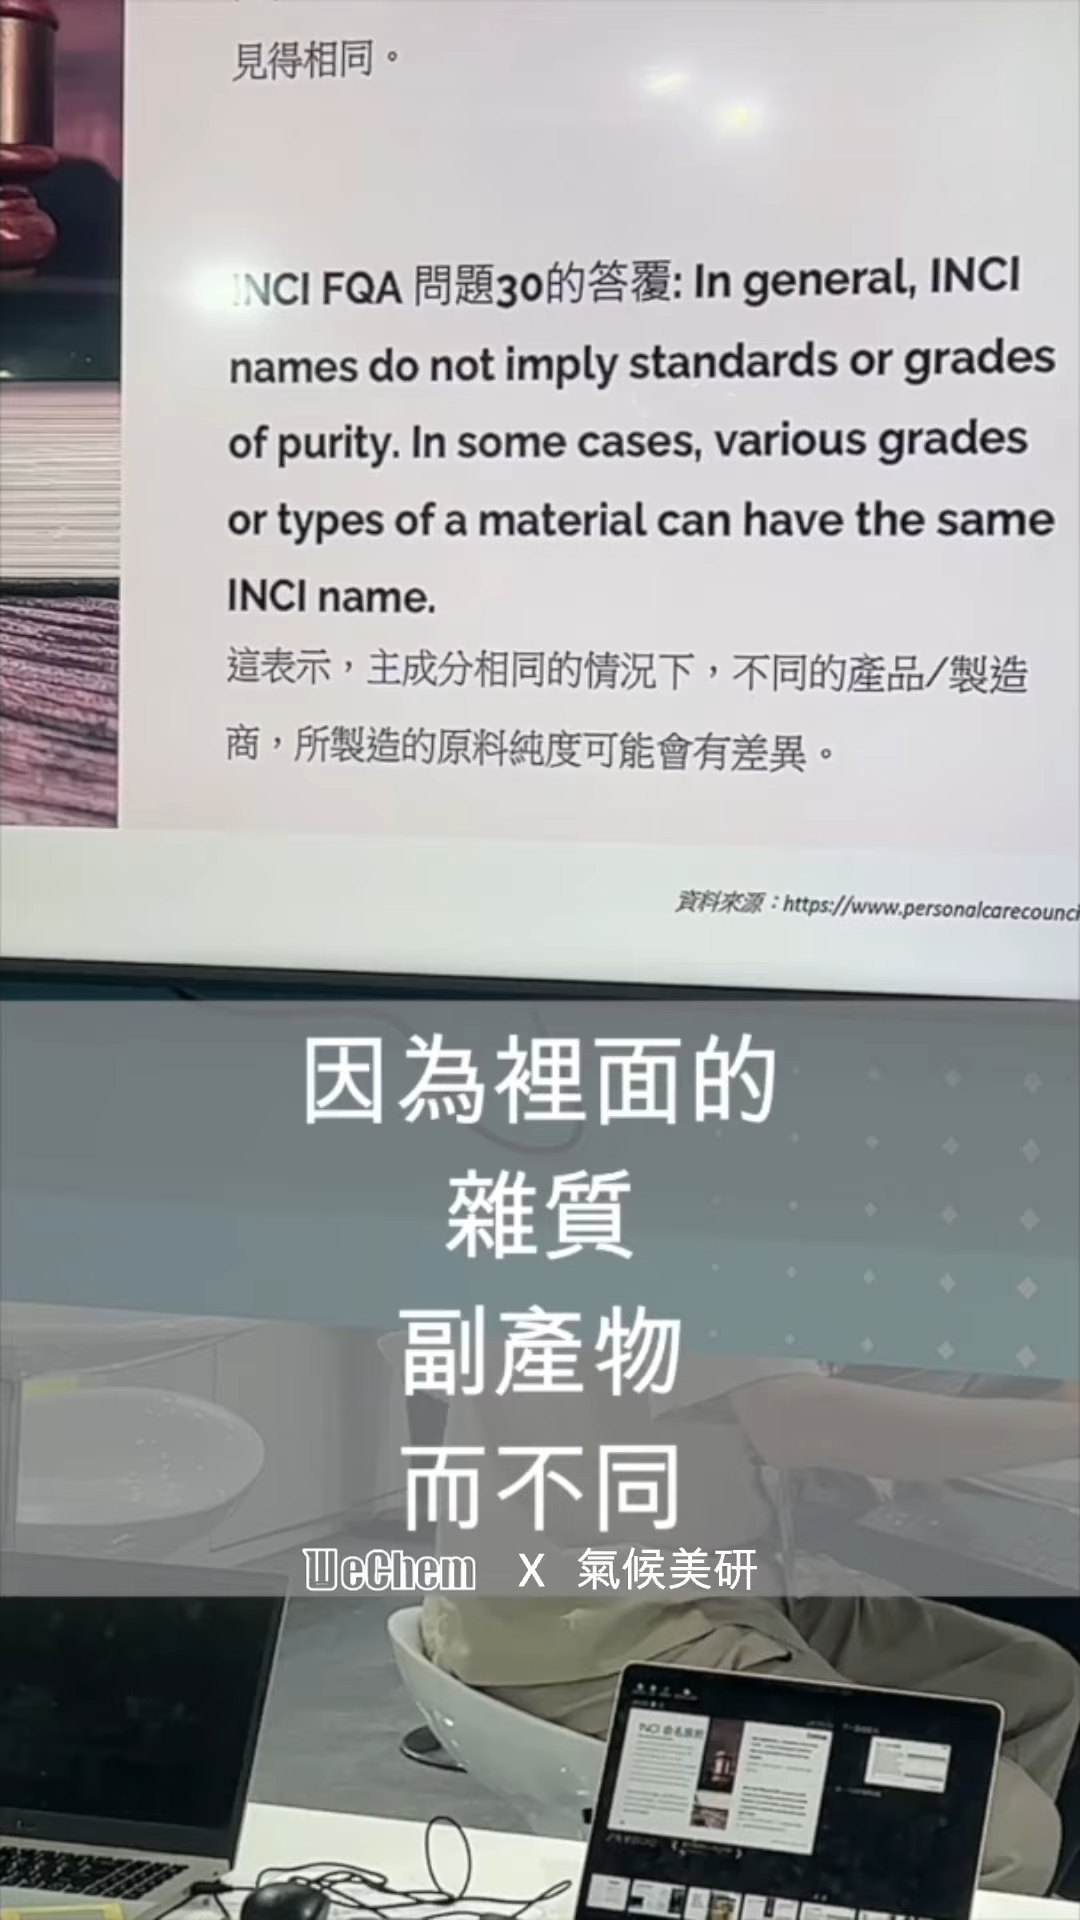 見得相同。
INCI FQA 問題30的答覆: In general, INCI
names do not imply standards or grades
of purity. In some cases, various grades
or types of a material can have the same
INCI name.
這表示，主成分相同的情況下，不同的產品/製造
商，所製造的原料純度可能會有差異。
資料來源：https://www.personalcarecounci
因為裡面的
雜質
副產物
而不同
WeChem X 氣候美研